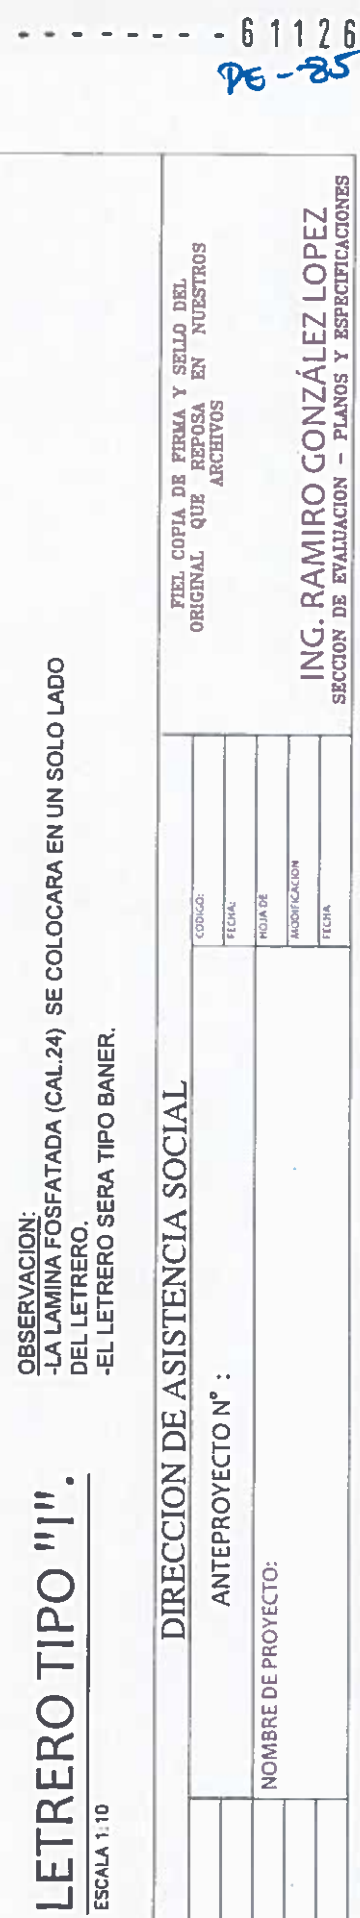 - - - - - - - - 61126
PE-85
LETRERO TIPO "I".
ESCALA 1:10
OBSERVACION:
-LA LAMINA FOSFATADA (CAL.24) SE COLOCARA EN UN SOLO LADO
DEL LETRERO.
-EL LETRERO SERA TIPO BANER.
DIRECCION DE ASISTENCIA SOCIAL
ANTEPROYECTO N° :
NOMBRE DE PROYECTO:
CODIGO:
FECHA:
HOJA DE
MODIFICACION
FECHA
FIEL COPIA DE FIRMA Y SELLO DEL
ORIGINAL QUE REPOSA EN NUESTROS
ARCHIVOS
ING. RAMIRO GONZÁLEZ LOPEZ
SECCION DE EVALUACION - PLANOS Y ESPECIFICACIONES